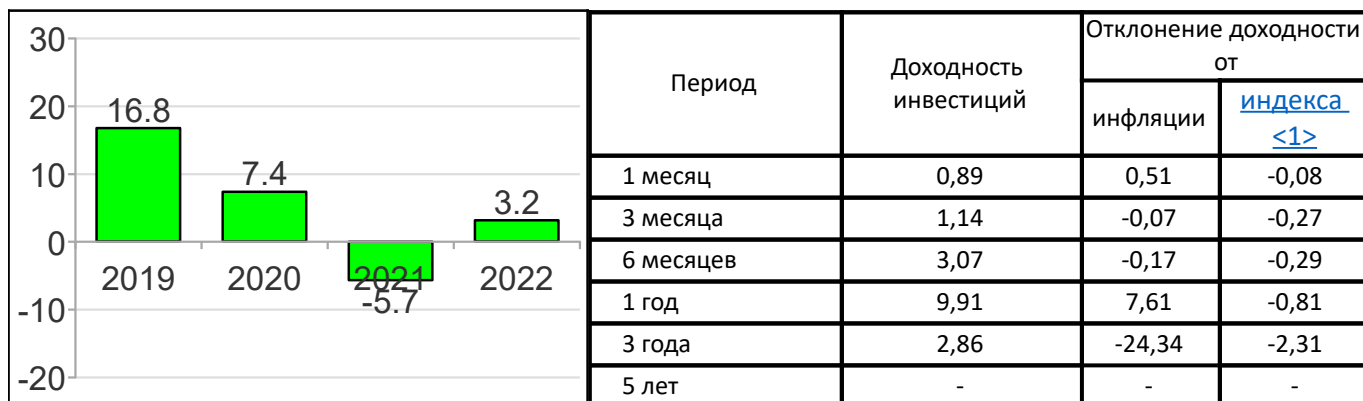 30
20
10
0
-10
-20
16.8
7.4
-5.7
3.2
2019 2020 2021 2022
Период
Доходность
инвестиций
Отклонение доходности
от
инфляции
индекса
<1>
1 месяц 0,89 0,51 -0,08
3 месяца 1,14 -0,07 -0,27
6 месяцев 3,07 -0,17 -0,29
1 год 9,91 7,61 -0,81
3 года 2,86 -24,34 -2,31
5 лет - - -